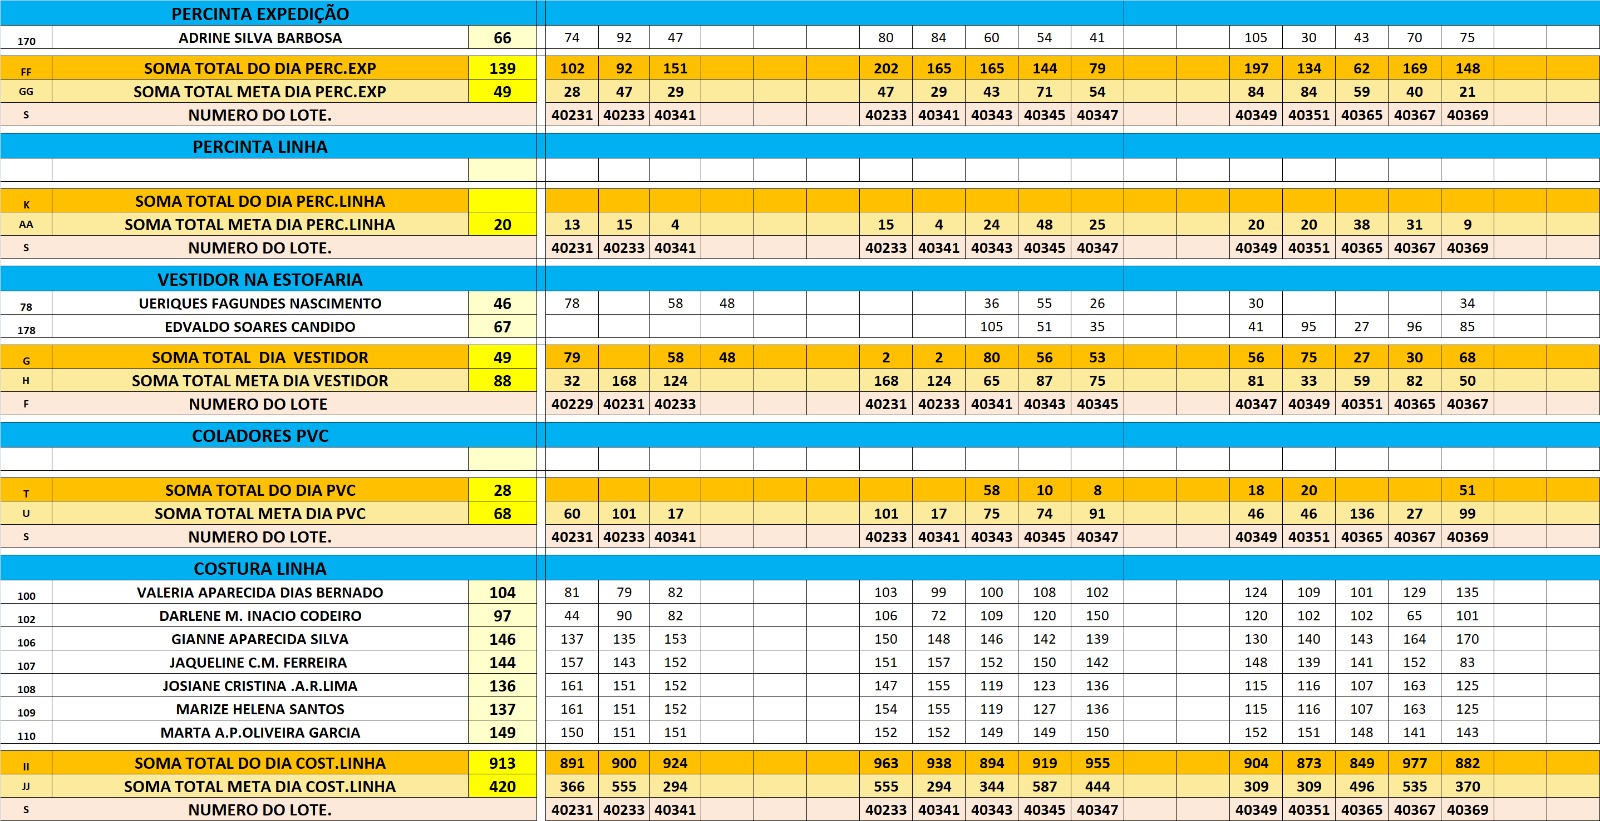 PERCINTA EXPEDIÇÃO
170 ADRINE SILVA BARBOSA 66 74 92 47 80 84 60 54 41 105 30 43 70 75
FF SOMA TOTAL DO DIA PERC.EXP 139 102 92 151 202 165 165 144 79 197 134 62 169 148
GG SOMA TOTAL META DIA PERC.EXP 49 28 47 29 47 29 43 71 54 84 84 59 40 21
S NUMERO DO LOTE. 40231 40233 40341 40233 40341 40343 40345 40347 40349 40351 40365 40367 40369
PERCINTA LINHA
K SOMA TOTAL DO DIA PERC.LINHA
AA SOMA TOTAL META DIA PERC.LINHA 20 13 15 4 15 4 24 48 25 20 20 38 31 9
S NUMERO DO LOTE. 40231 40233 40341 40233 40341 40343 40345 40347 40349 40351 40365 40367 40369
VESTIDOR NA ESTOFARIA
78 UERIQUES FAGUNDES NASCIMENTO 46 78 58 48 36 55 26 30 34
178 EDVALDO SOARES CANDIDO 67 105 51 35 41 95 27 96 85
G SOMA TOTAL DIA VESTIDOR 49 79 58 48 2 2 80 56 53 56 75 27 30 68
H SOMA TOTAL META DIA VESTIDOR 88 32 168 124 168 124 65 87 75 81 33 59 82 50
F NUMERO DO LOTE 40229 40231 40233 40231 40233 40341 40343 40345 40347 40349 40351 40365 40367
COLADORES PVC
T SOMA TOTAL DO DIA PVC 28 58 10 8 18 20 51
U SOMA TOTAL META DIA PVC 68 60 101 17 101 17 75 74 91 46 46 136 27 99
S NUMERO DO LOTE. 40231 40233 40341 40233 40341 40343 40345 40347 40349 40351 40365 40367 40369
COSTURA LINHA
100 VALERIA APARECIDA DIAS BERNADO 104 81 79 82 103 99 100 108 102 124 109 101 129 135
102 DARLENE M. INACIO CODEIRO 97 44 90 82 106 72 109 120 150 120 102 102 65 101
106 GIANNE APARECIDA SILVA 146 137 135 153 150 148 146 142 139 130 140 143 164 170
107 JAQUELINE C.M. FERREIRA 144 157 143 152 151 157 152 150 142 148 139 141 152 83
108 JOSIANE CRISTINA .A.R.LIMA 136 161 151 152 147 155 119 123 136 115 116 107 163 125
109 MARIZE HELENA SANTOS 137 161 151 152 154 155 119 127 136 115 116 107 163 125
110 MARTA A.P.OLIVEIRA GARCIA 149 150 151 151 152 152 149 149 150 152 151 148 141 143
II SOMA TOTAL DO DIA COST.LINHA 913 891 900 924 963 938 894 919 955 904 873 849 977 882
JJ SOMA TOTAL META DIA COST.LINHA 420 366 555 294 555 294 344 587 444 309 309 496 535 370
S NUMERO DO LOTE. 40231 40233 40341 40233 40341 40343 40345 40347 40349 40351 40365 40367 40369